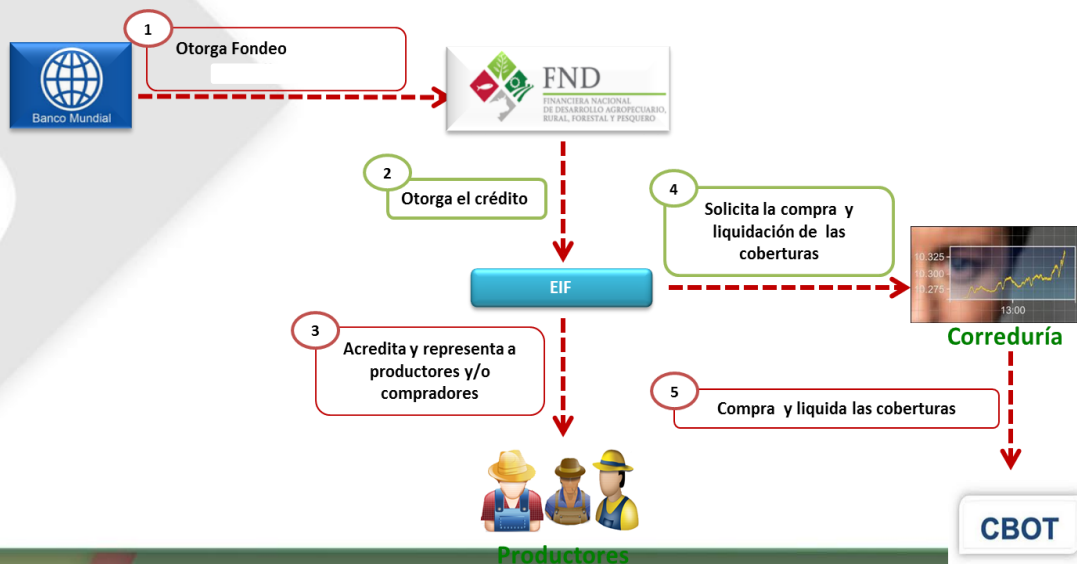 1
Otorga Fondeo
Banco Mundial
FND
FINANCIERA NACIONAL
DE DESARROLLO AGROPECUARIO,
RURAL, FORESTAL Y PESQUERO
2
Otorga el crédito
4
Solicita la compra y
liquidación de las
coberturas
10.325
10.300
10.275
13:00
EIF
Correduría
3
Acredita y representa a
productores y/o
compradores
5
Compra y liquida las coberturas
CBOT
Productores